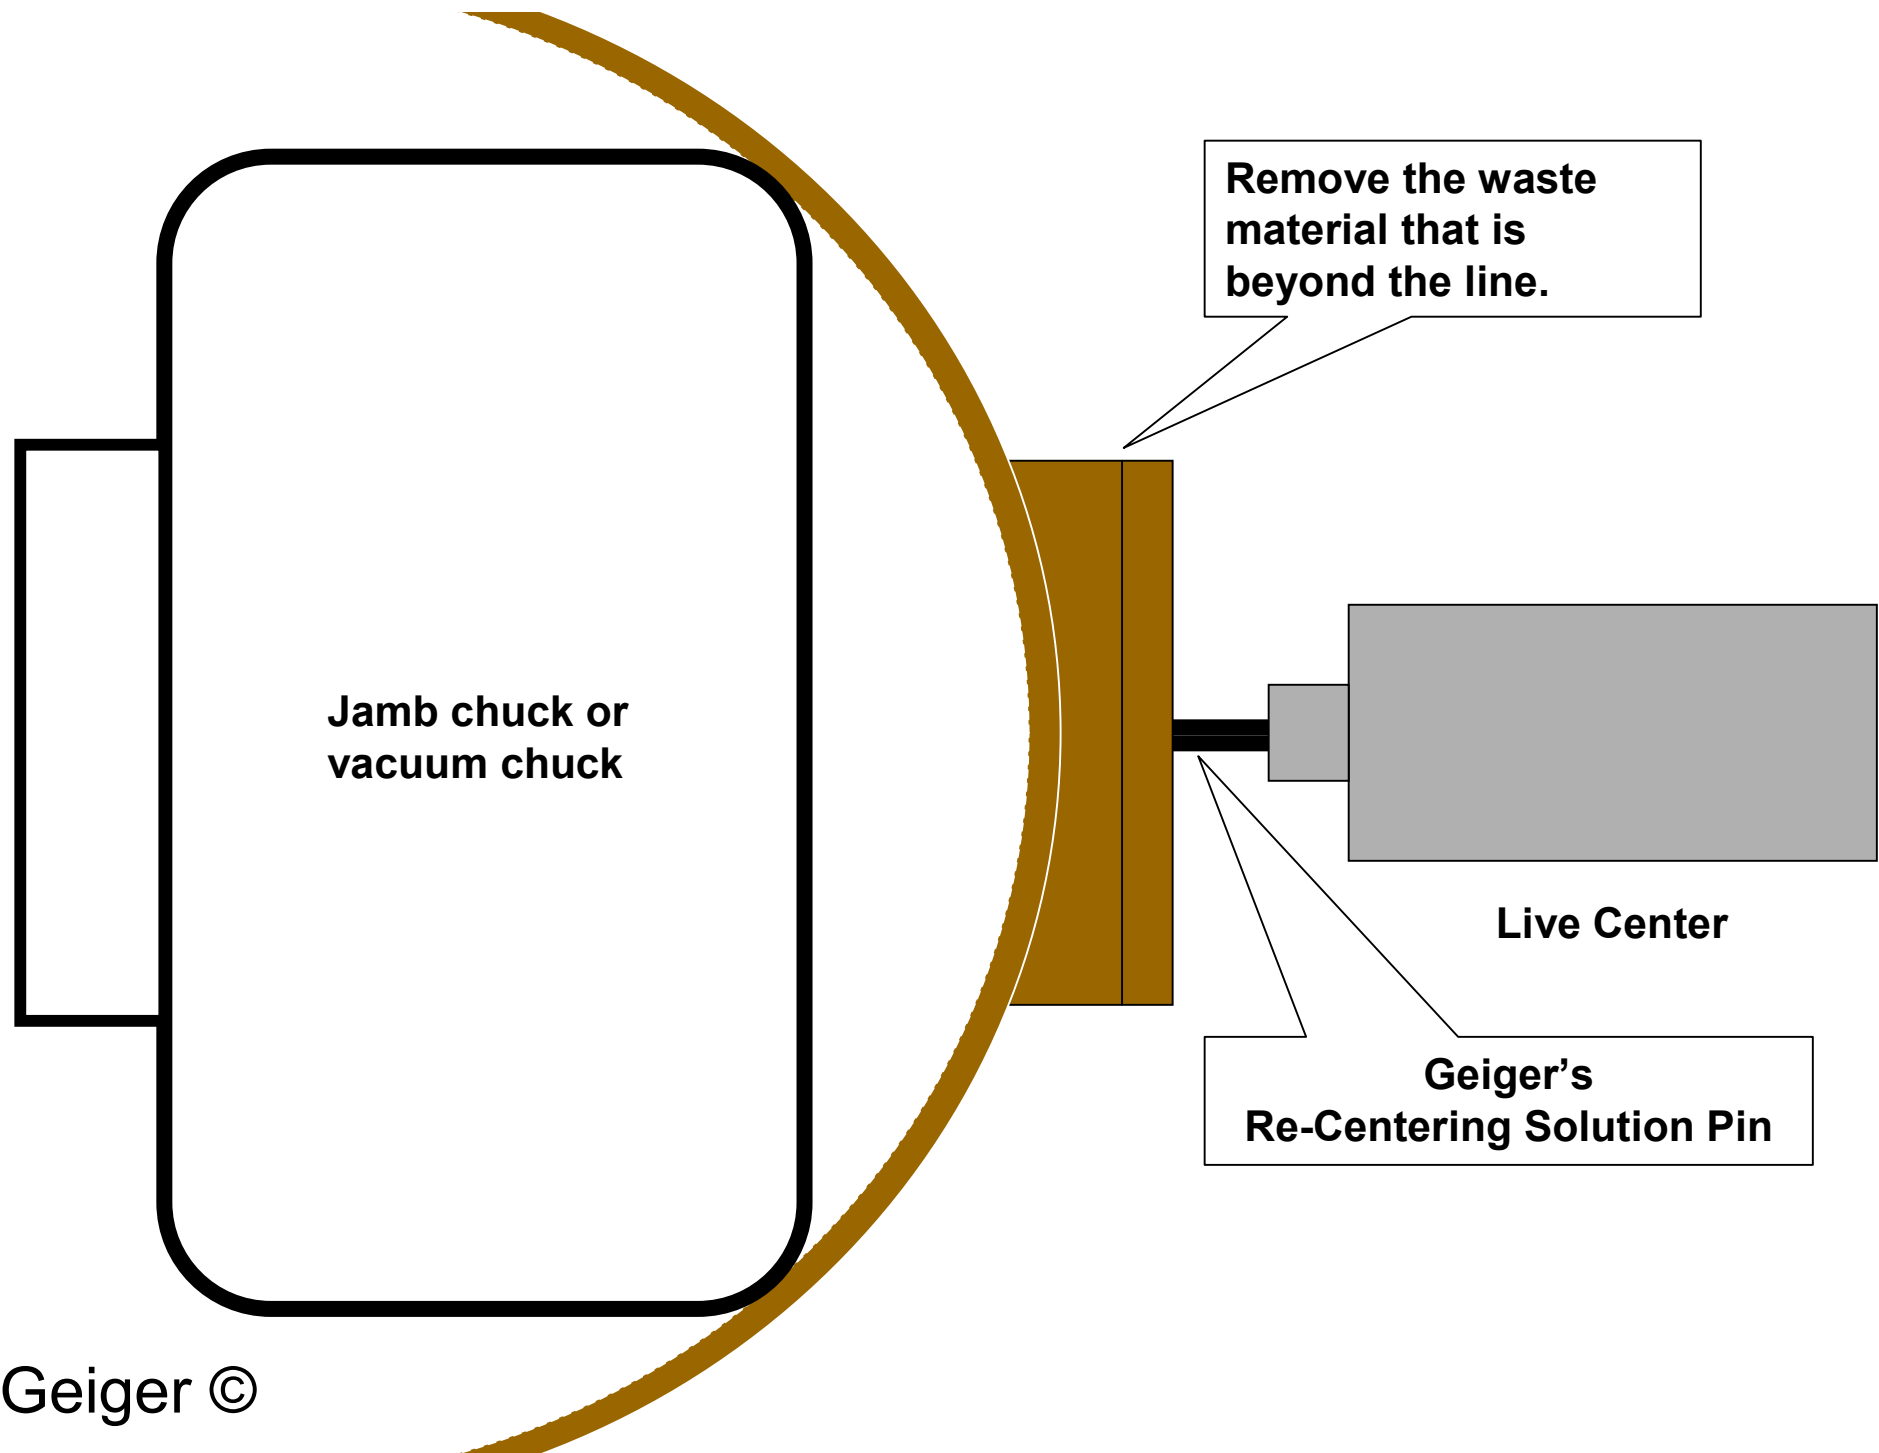 Remove the waste
material that is
beyond the line.
Jamb chuck or
vacuum chuck
Live Center
Geiger’s
Re-Centering Solution Pin
Geiger ©